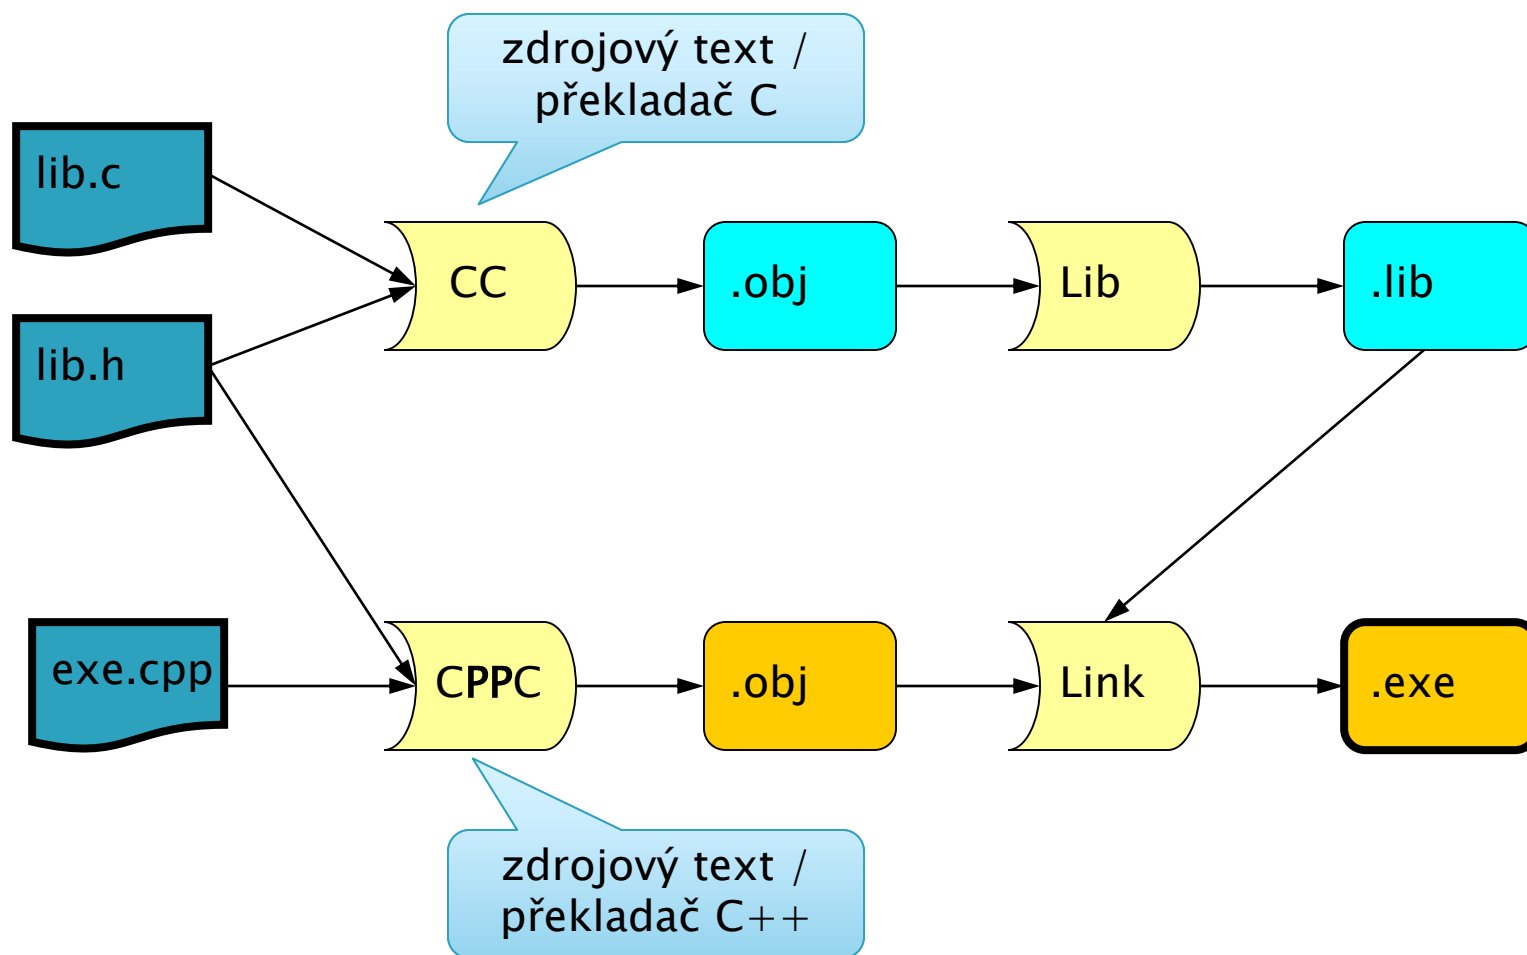 zdrojový text /
překladač C
lib.c
CC
.obj
Lib
.lib
lib.h
exe.cpp
CPPC
.obj
Link
.exe
zdrojový text /
překladač C++